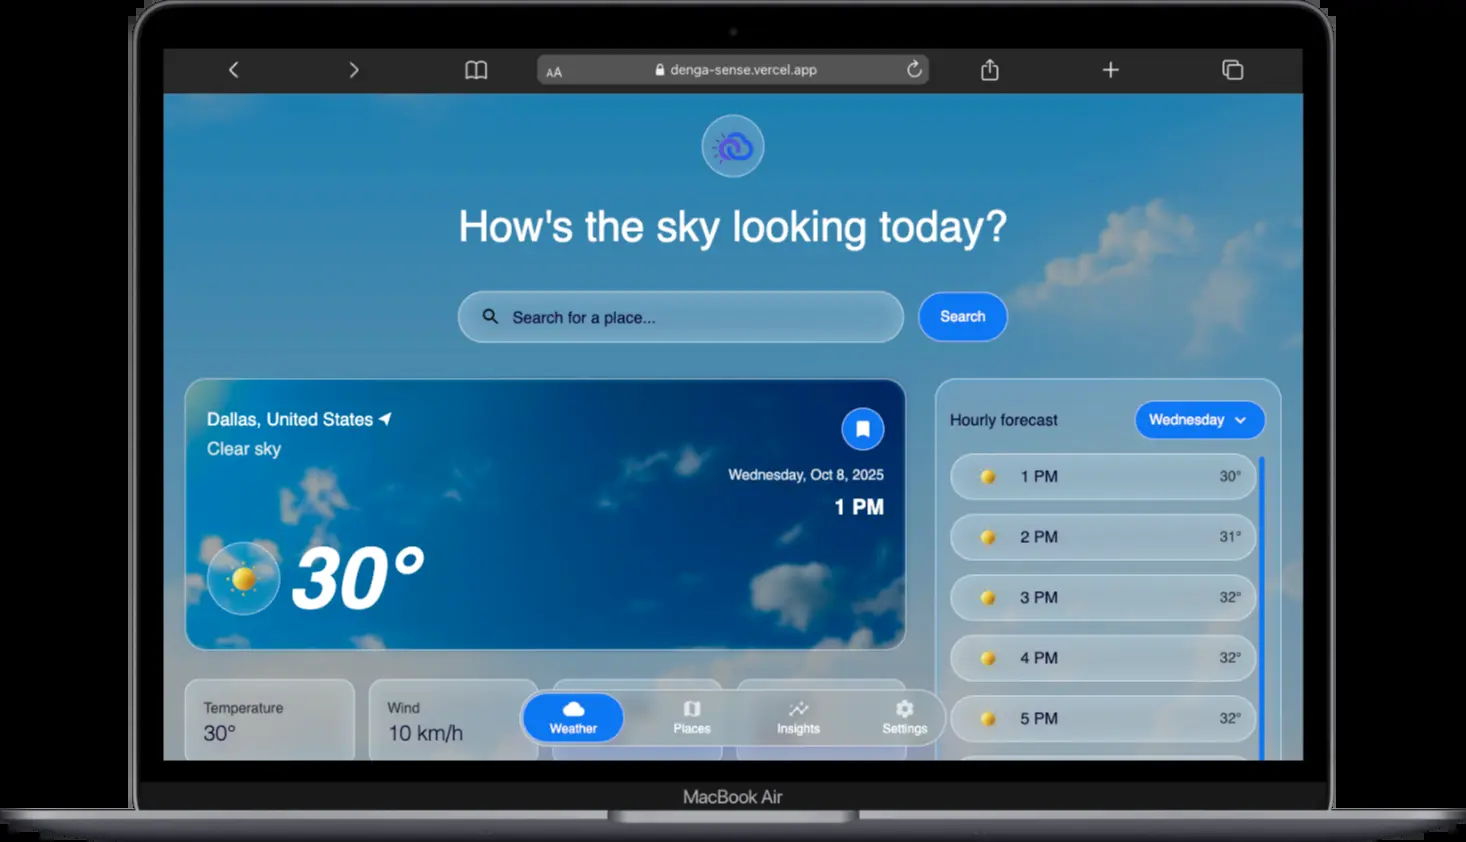 AA denga-sense.vercel.app
How's the sky looking today?
Search for a place...
Search
Dallas, United States
Clear sky
Wednesday, Oct 8, 2025
1 PM
30°
Hourly forecast
Wednesday
1 PM 30°
2 PM 31°
3 PM 32°
4 PM 32°
5 PM 32°
Temperature
30°
Wind
10 km/h
Weather
Places
Insights
Settings
MacBook Air